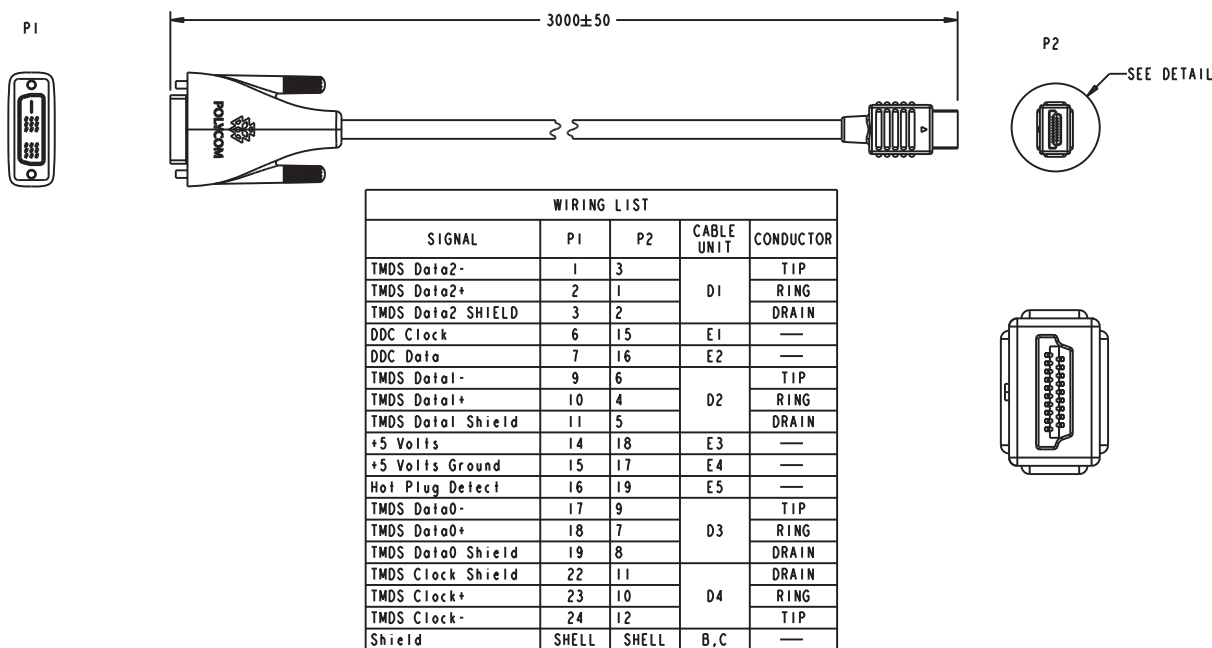 P1
3000±50
P2
SEE DETAIL
POLYCOM
WIRING LIST
SIGNAL P1 P2 CABLE UNIT CONDUCTOR
TMDS Data2- 1 3 D1 TIP
TMDS Data2+ 2 1 RING
TMDS Data2 SHIELD 3 2 DRAIN
DDC Clock 6 15 E1 —
DDC Data 7 16 E2 —
TMDS Data1- 9 6 D2 TIP
TMDS Data1+ 10 4 RING
TMDS Data1 Shield 11 5 DRAIN
+5 Volts 14 18 E3 —
+5 Volts Ground 15 17 E4 —
Hot Plug Detect 16 19 E5 —
TMDS Data0- 17 9 D3 TIP
TMDS Data0+ 18 7 RING
TMDS Data0 Shield 19 8 DRAIN
TMDS Clock Shield 22 11 D4 DRAIN
TMDS Clock+ 23 10 RING
TMDS Clock- 24 12 TIP
Shield SHELL SHELL B,C —